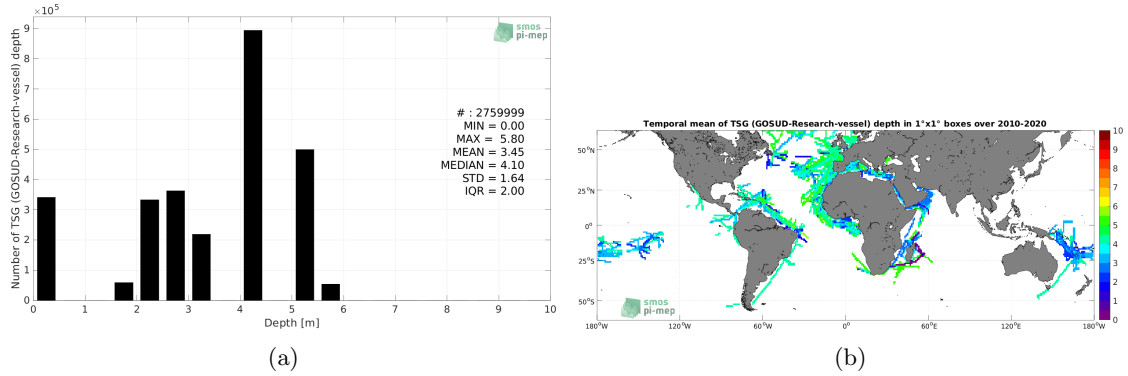 ×10⁵
9
8
7
6
5
4
3
2
1
0
Number of TSG (GOSUD-Research-vessel) depth
0 1 2 3 4 5 6 7 8 9 10
Depth [m]
smos
pi-mep
# : 2759999
MIN = 0.00
MAX = 5.80
MEAN = 3.45
MEDIAN = 4.10
STD = 1.64
IQR = 2.00
(a)
Temporal mean of TSG (GOSUD-Research-vessel) depth in 1°x1° boxes over 2010-2020
50°N
25°N
0°
25°S
50°S
180°W 120°W 60°W 0° 60°E 120°E 180°W
smos
pi-mep
10
9
8
7
6
5
4
3
2
1
0
(b)